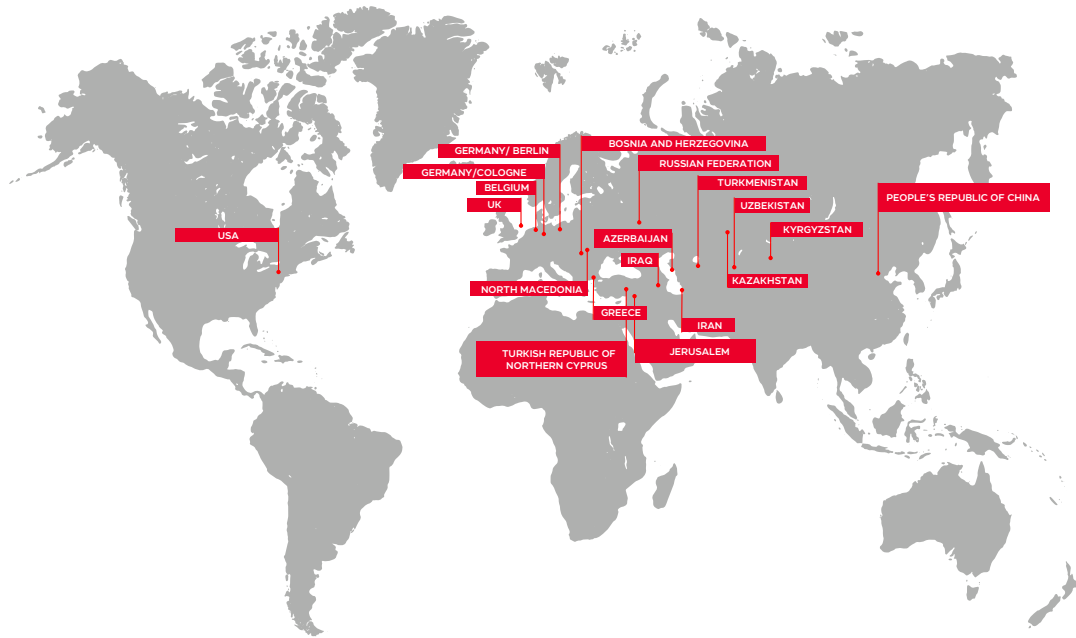 BOSNIA AND HERZEGOVINA
GERMANY/ BERLIN
RUSSIAN FEDERATION
GERMANY/COLOGNE
TURKMENISTAN
BELGIUM
PEOPLE'S REPUBLIC OF CHINA
UK
UZBEKISTAN
KYRGYZSTAN
USA
AZERBAIJAN
IRAQ
KAZAKHSTAN
NORTH MACEDONIA
GREECE
IRAN
TURKISH REPUBLIC OF
NORTHERN CYPRUS
JERUSALEM